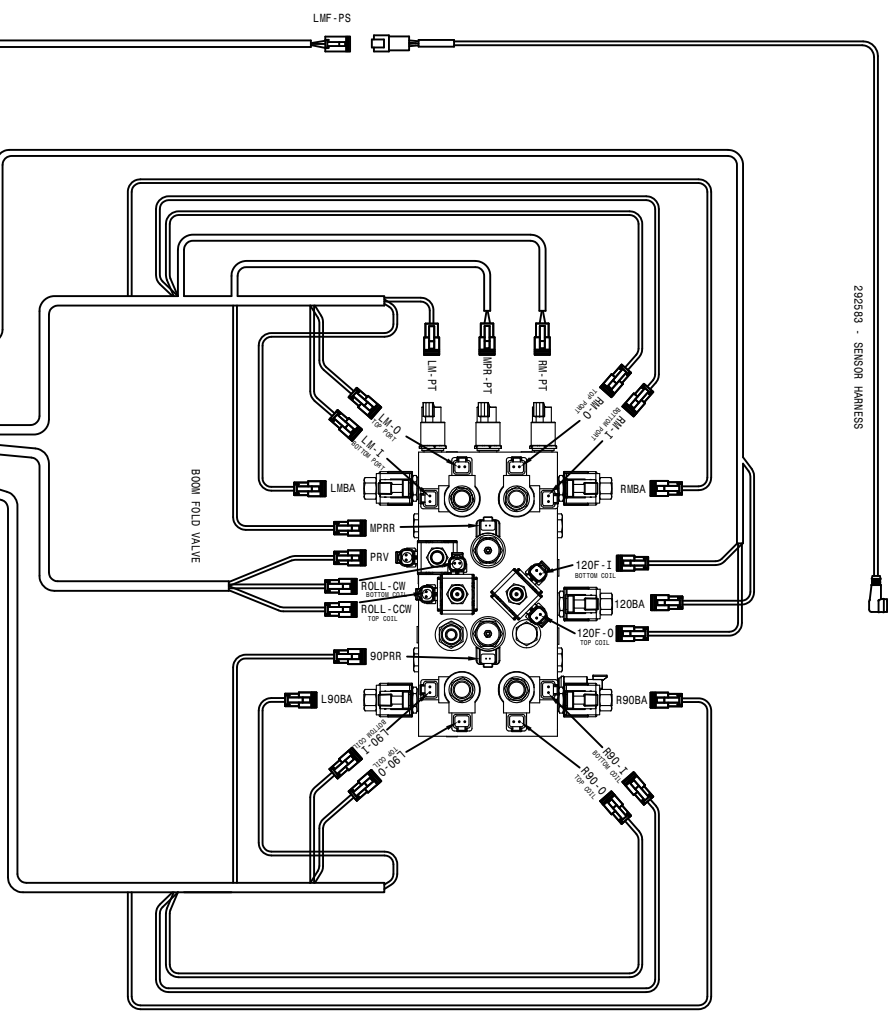 LMF-PS
292583 - SENSOR HARNESS
LM-PT
MPR-PT
RM-PT
LM-O
TOP PORT
LM-I
BOTTOM PORT
RM-O
TOP PORT
RM-I
BOTTOM PORT
LMBA
RMBA
BOOM FOLD VALVE
MPRR
PRV
ROLL-CW
BOTTOM COIL
ROLL-CCW
TOP COIL
120F-I
BOTTOM COIL
120BA
120F-O
TOP COIL
90PRR
L90BA
R90BA
L90-I
BOTTOM COIL
L90-O
TOP COIL
R90-I
BOTTOM COIL
R90-O
TOP COIL